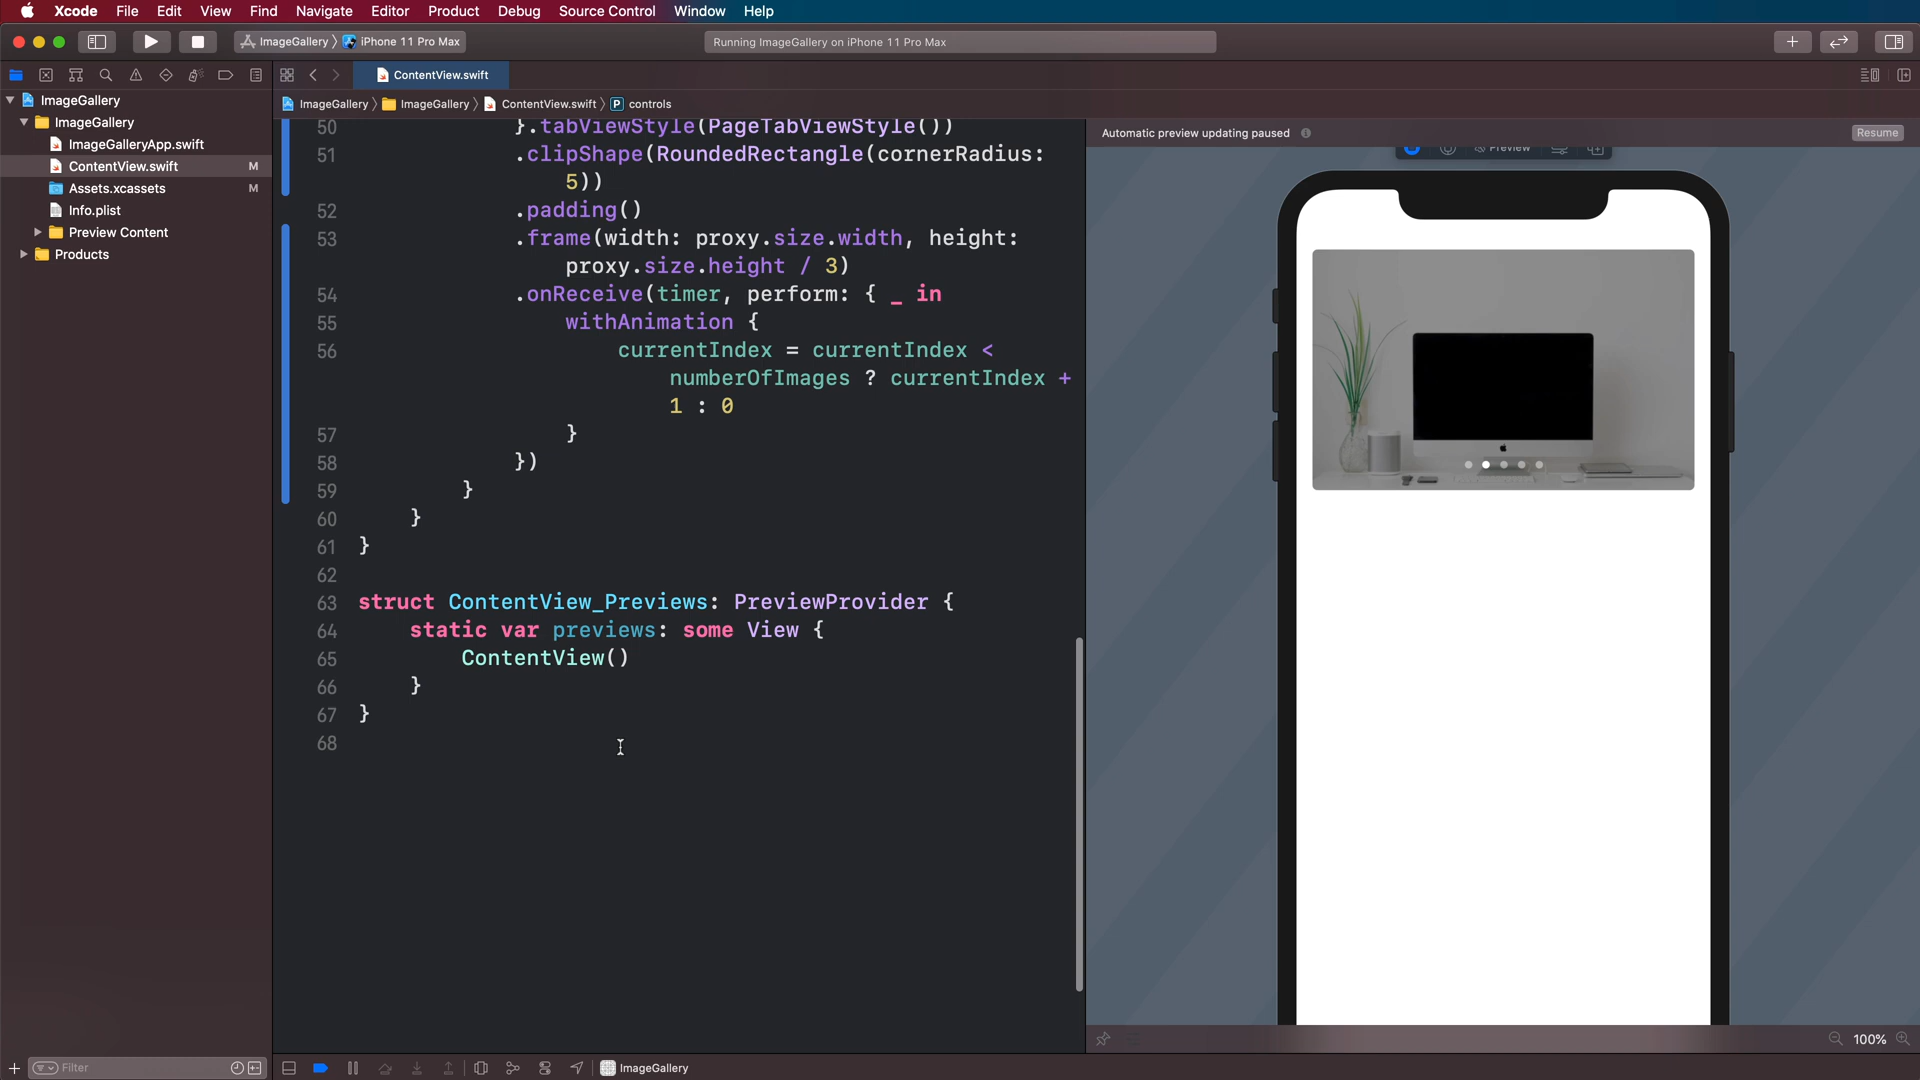 Xcode File Edit View Find Navigate Editor Product Debug Source Control Window Help
ImageGallery iPhone 11 Pro Max Running ImageGallery on iPhone 11 Pro Max
ContentView.swift
ImageGallery ImageGallery ContentView.swift P controls
ImageGallery
ImageGallery
ImageGalleryApp.swift
ContentView.swift M
Assets.xcassets M
Info.plist
Preview Content
Products
50 }.tabViewStyle(PageTabViewStyle())
51 .clipShape(RoundedRectangle(cornerRadius:
5))
52 .padding()
53 .frame(width: proxy.size.width, height:
proxy.size.height / 3)
54 .onReceive(timer, perform: { _ in
55 withAnimation {
56 currentIndex = currentIndex <
numberOfImages ? currentIndex +
1 : 0
57 }
58 })
59 }
60 }
61 }
62
63 struct ContentView_Previews: PreviewProvider {
64 static var previews: some View {
65 ContentView()
66 }
67 }
68
Automatic preview updating paused Resume
Preview
100%
Filter
ImageGallery